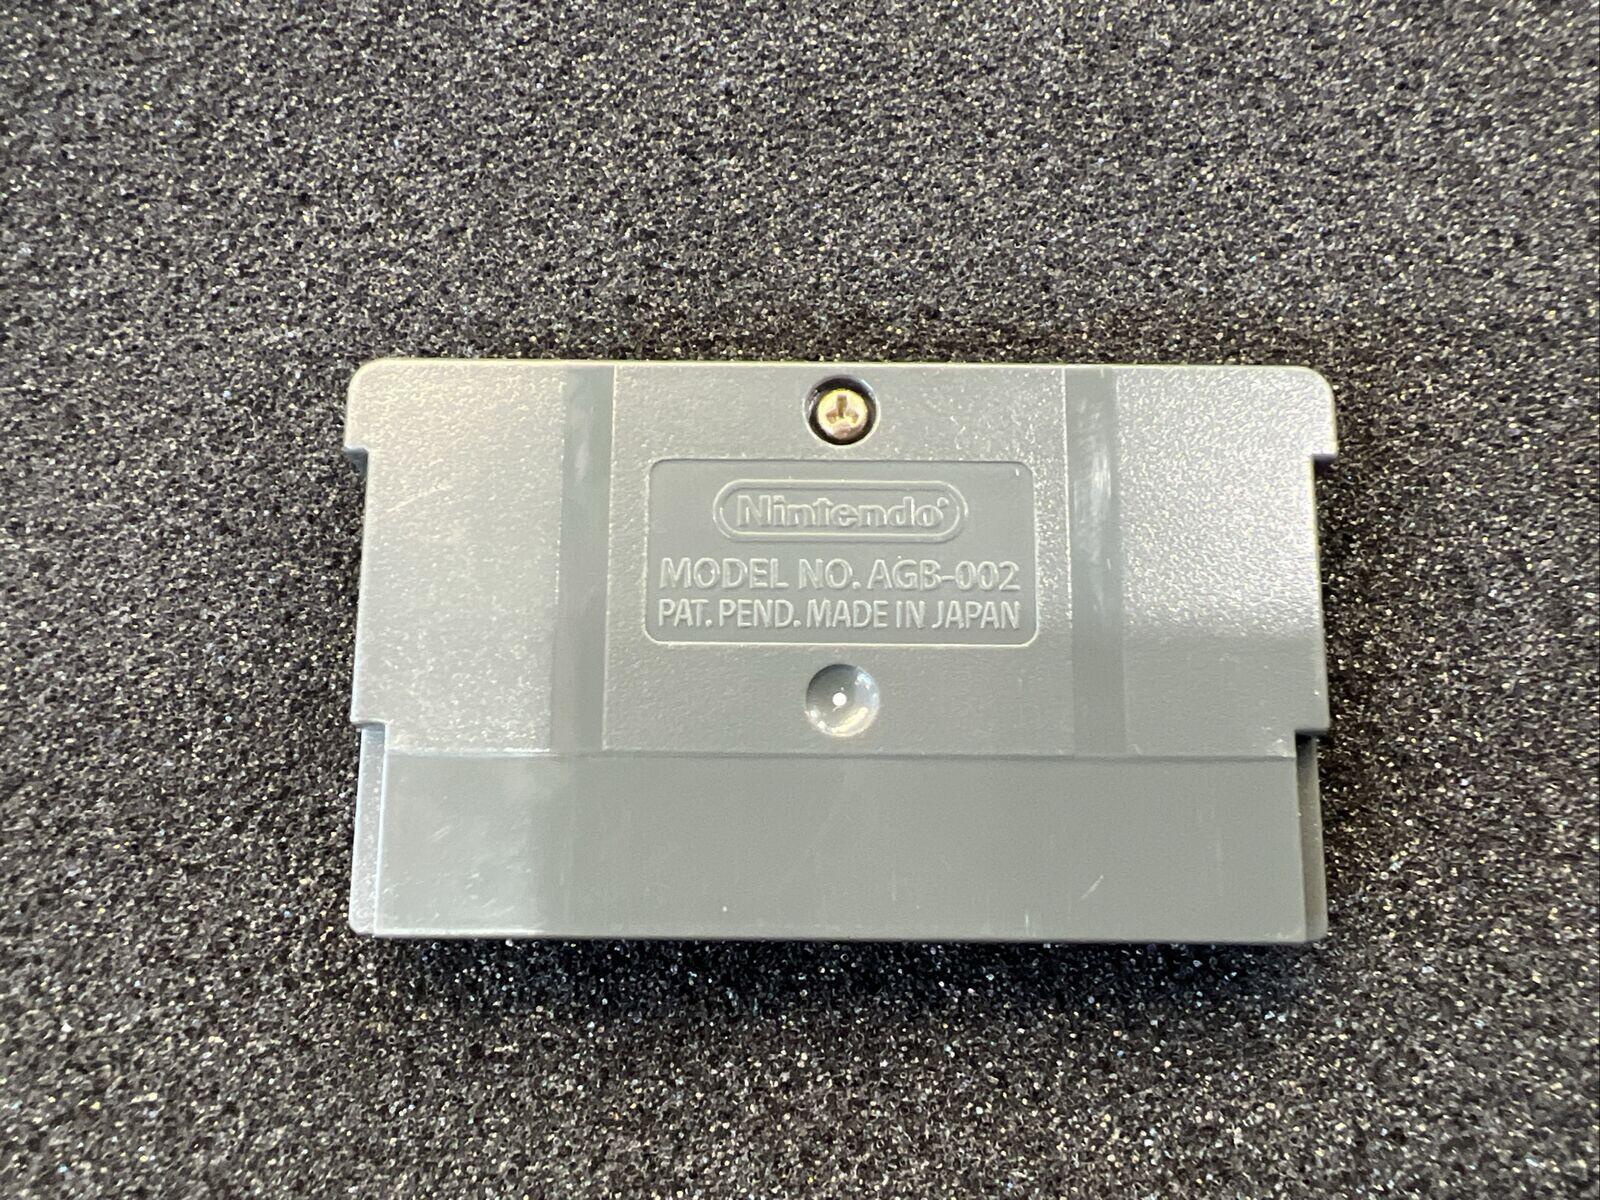 Nintendo®
MODEL NO. AGB-002
PAT. PEND. MADE IN JAPAN